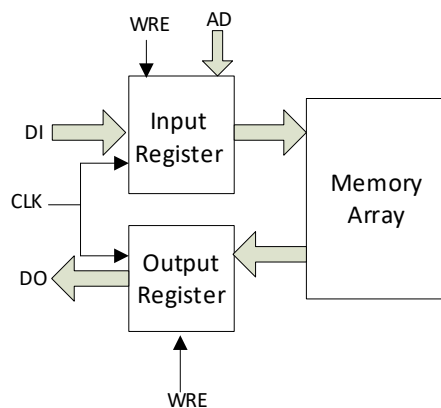 WRE
AD
DI
Input
Register
CLK
Memory
Array
DO
Output
Register
WRE